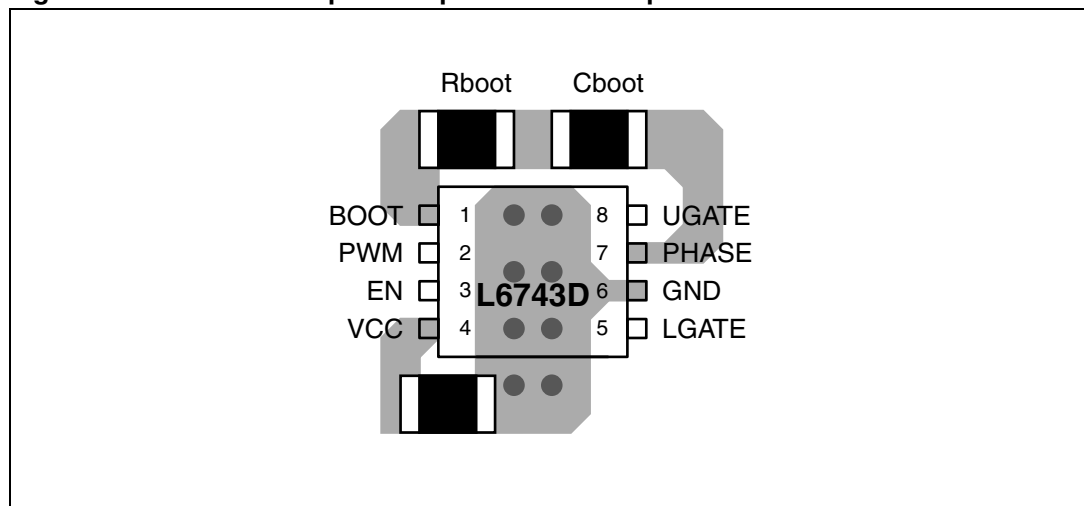 Rboot Cboot
BOOT 1 8 UGATE
PWM 2 7 PHASE
EN 3 L6743D 6 GND
VCC 4 5 LGATE